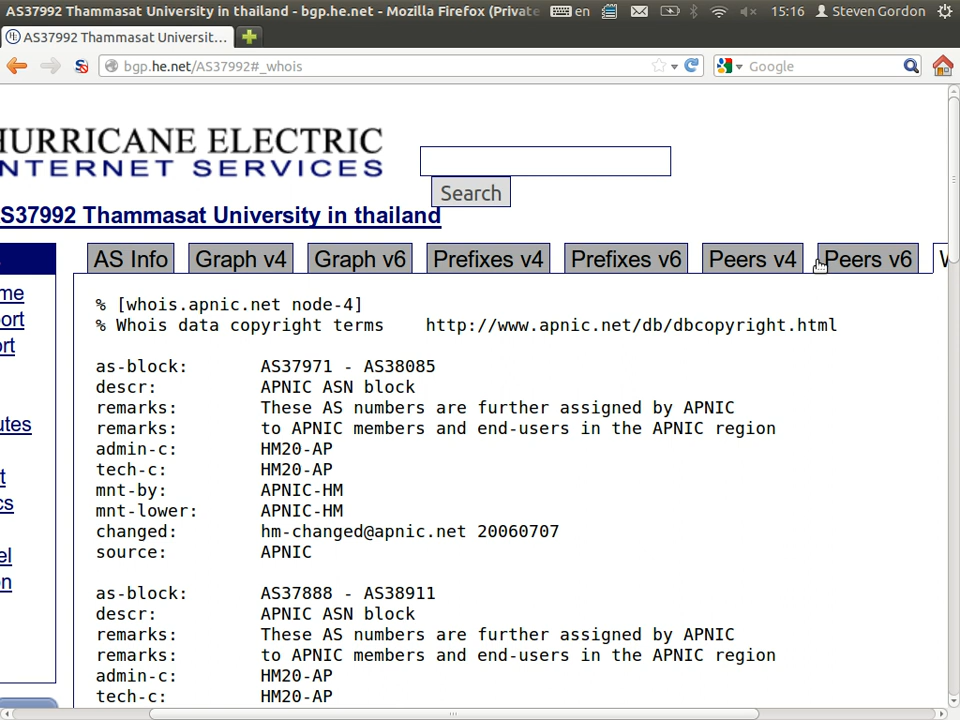 AS37992 Thammasat University in thailand - bgp.he.net - Mozilla Firefox (Private
en
15:16
Steven Gordon
AS37992 Thammasat Universit...
bgp.he.net/AS37992#_whois
Google
HURRICANE ELECTRIC
INTERNET SERVICES
Search
S37992 Thammasat University in thailand
AS Info
Graph v4
Graph v6
Prefixes v4
Prefixes v6
Peers v4
Peers v6
me
ort
rt
utes
t
cs
el
on
% [whois.apnic.net node-4]
% Whois data copyright terms    http://www.apnic.net/db/dbcopyright.html
as-block:       AS37971 - AS38085
descr:          APNIC ASN block
remarks:        These AS numbers are further assigned by APNIC
remarks:        to APNIC members and end-users in the APNIC region
admin-c:        HM20-AP
tech-c:         HM20-AP
mnt-by:         APNIC-HM
mnt-lower:      APNIC-HM
changed:        hm-changed@apnic.net 20060707
source:         APNIC
as-block:       AS37888 - AS38911
descr:          APNIC ASN block
remarks:        These AS numbers are further assigned by APNIC
remarks:        to APNIC members and end-users in the APNIC region
admin-c:        HM20-AP
tech-c:         HM20-AP